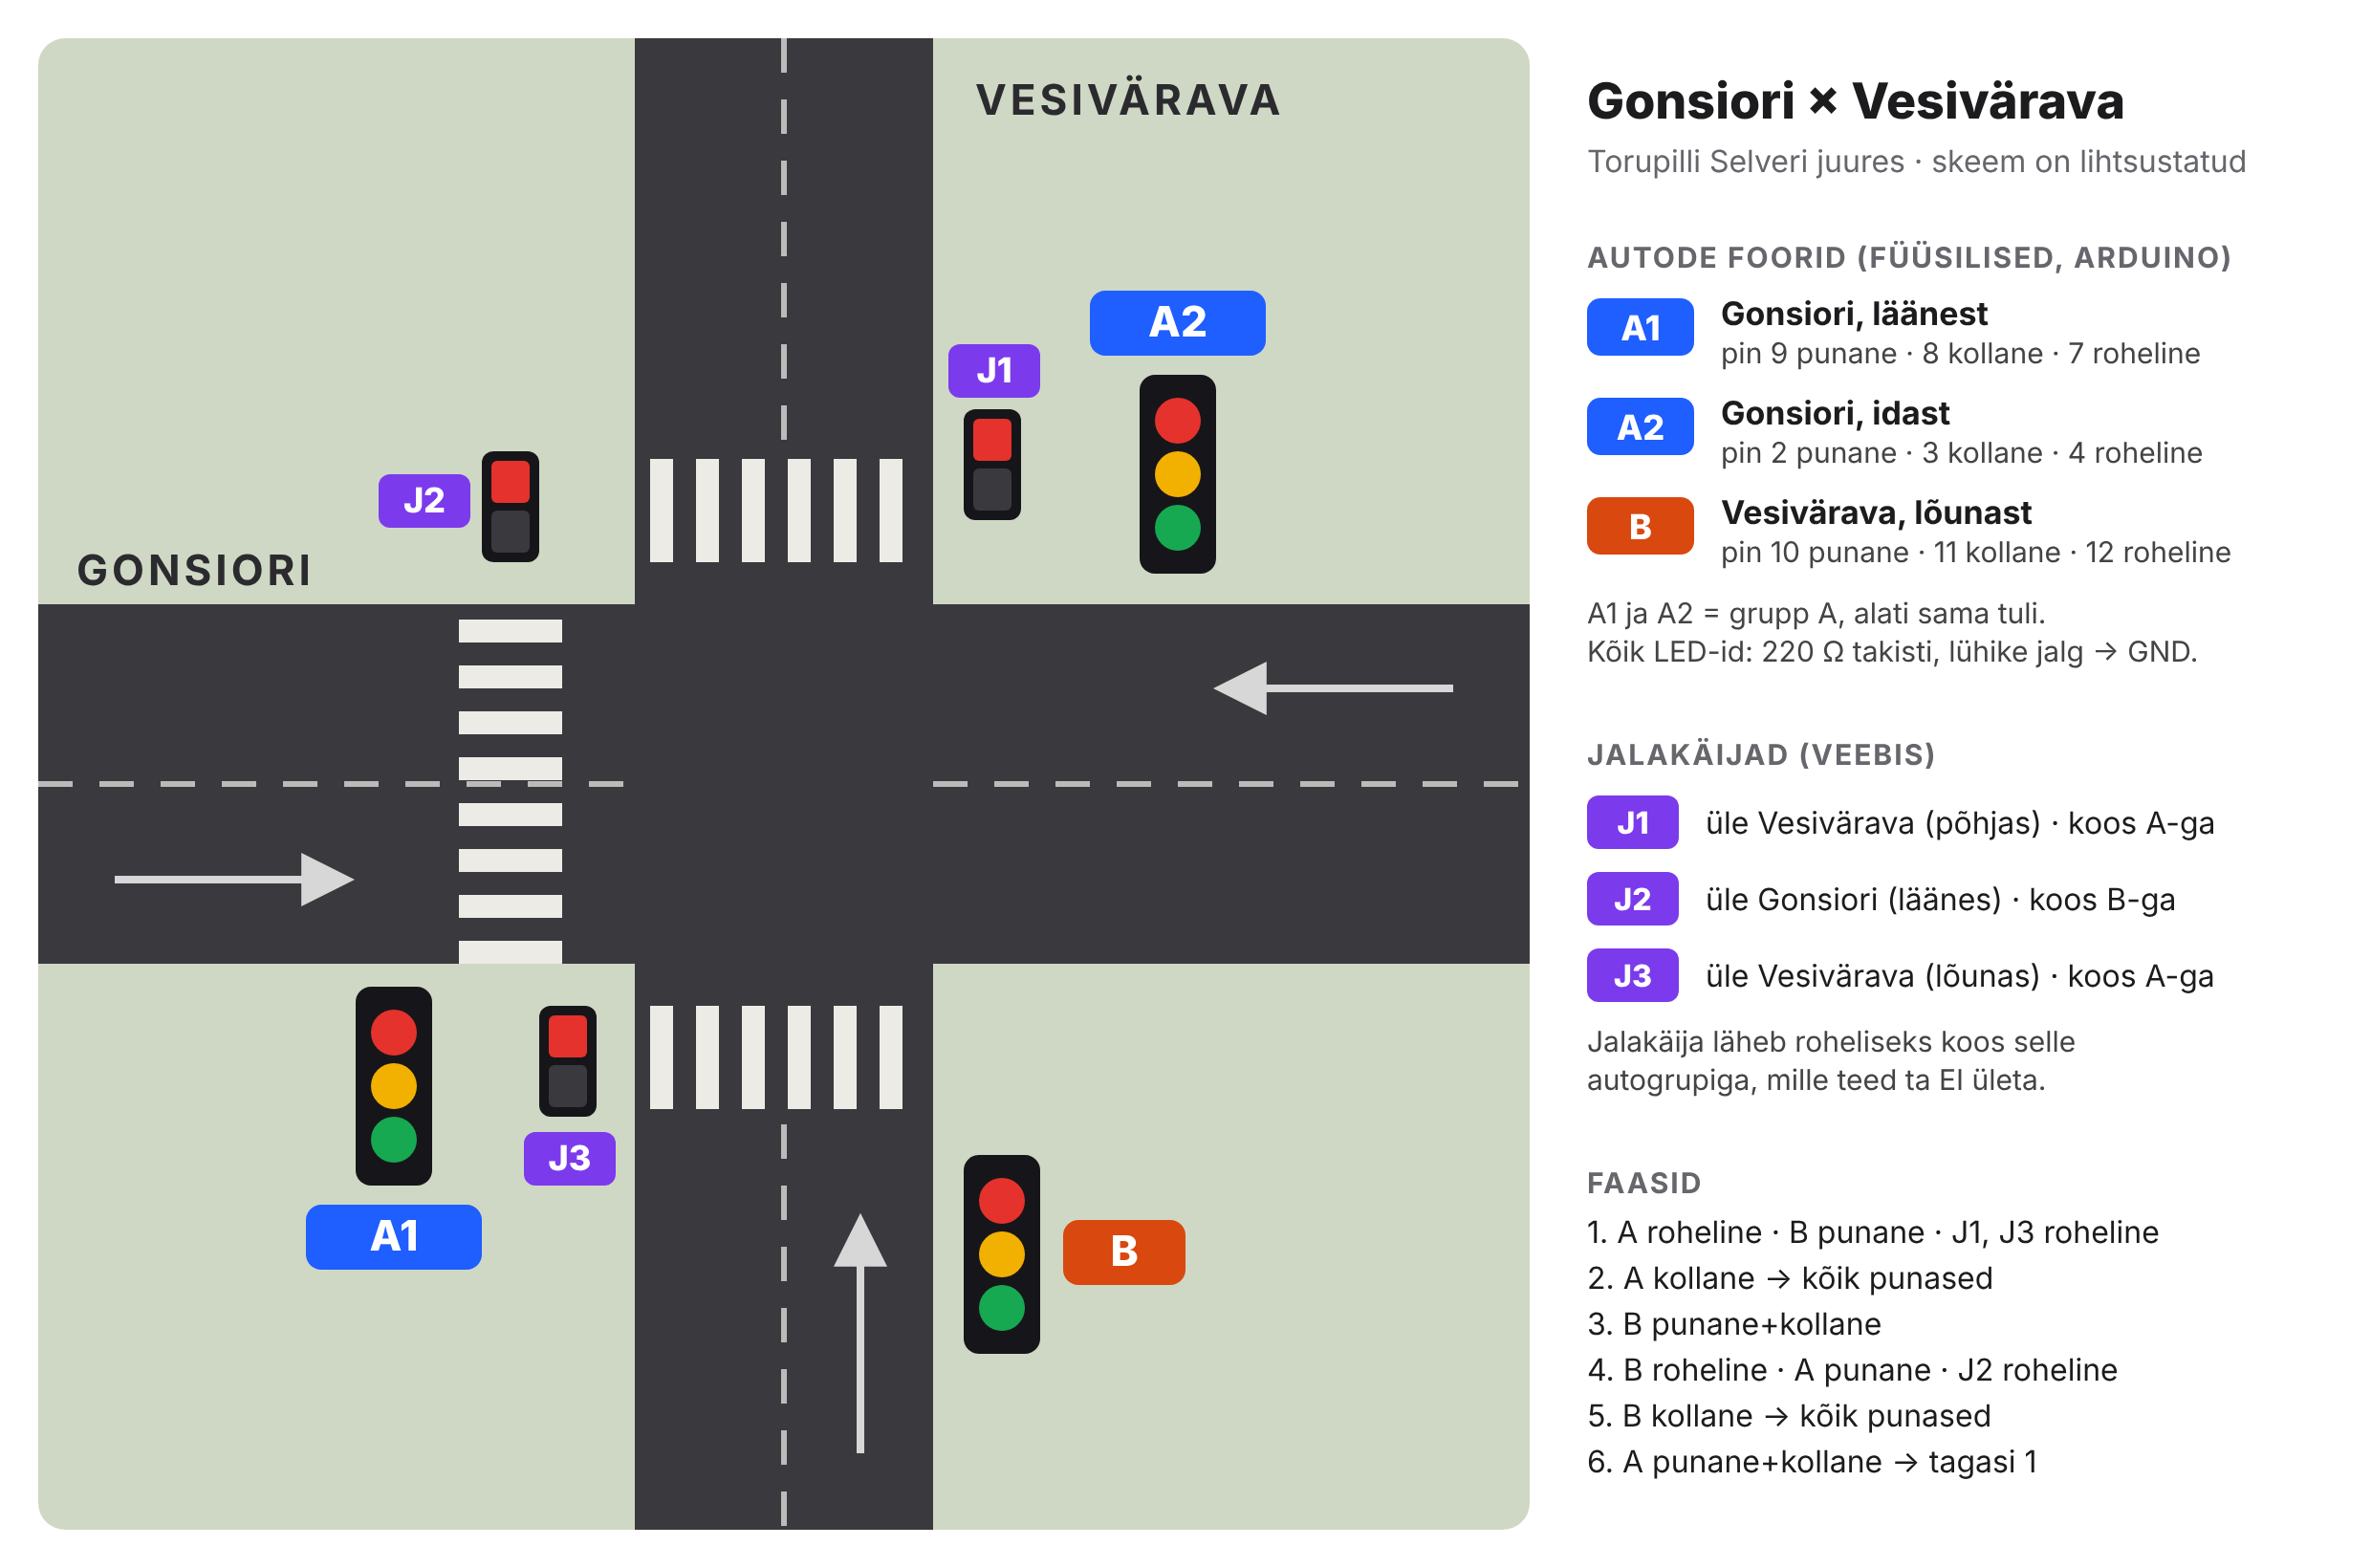 VESIVÄRAVA
A2
J1
J2
GONSIORI
J3
A1
B
Gonsiori × Vesivärava
Torupilli Selveri juures · skeem on lihtsustatud
AUTODE FOORID (FÜÜSILISED, ARDUINO)
A1
Gonsiori, läänest
pin 9 punane · 8 kollane · 7 roheline
A2
Gonsiori, idast
pin 2 punane · 3 kollane · 4 roheline
B
Vesivärava, lõunast
pin 10 punane · 11 kollane · 12 roheline
A1 ja A2 = grupp A, alati sama tuli.
Kõik LED-id: 220 Ω takisti, lühike jalg → GND.
JALAKÄIJAD (VEEBIS)
J1 üle Vesivärava (põhjas) · koos A-ga
J2 üle Gonsiori (läänes) · koos B-ga
J3 üle Vesivärava (lõunas) · koos A-ga
Jalakäija läheb roheliseks koos selle
autogrupiga, mille teed ta EI ületa.
FAASID
1. A roheline · B punane · J1, J3 roheline
2. A kollane → kõik punased
3. B punane+kollane
4. B roheline · A punane · J2 roheline
5. B kollane → kõik punased
6. A punane+kollane → tagasi 1